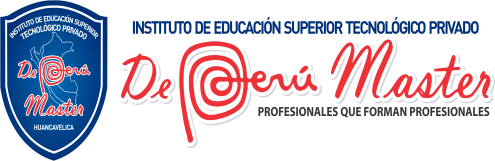 INSTITUTO DE EDUCACIÓN SUPERIOR
TECNOLÓGICO PRIVADO
De Perú
Master
HUANCAVELICA
INSTITUTO DE EDUCACIÓN SUPERIOR TECNOLÓGICO PRIVADO
De Perú Master
PROFESIONALES QUE FORMAN PROFESIONALES